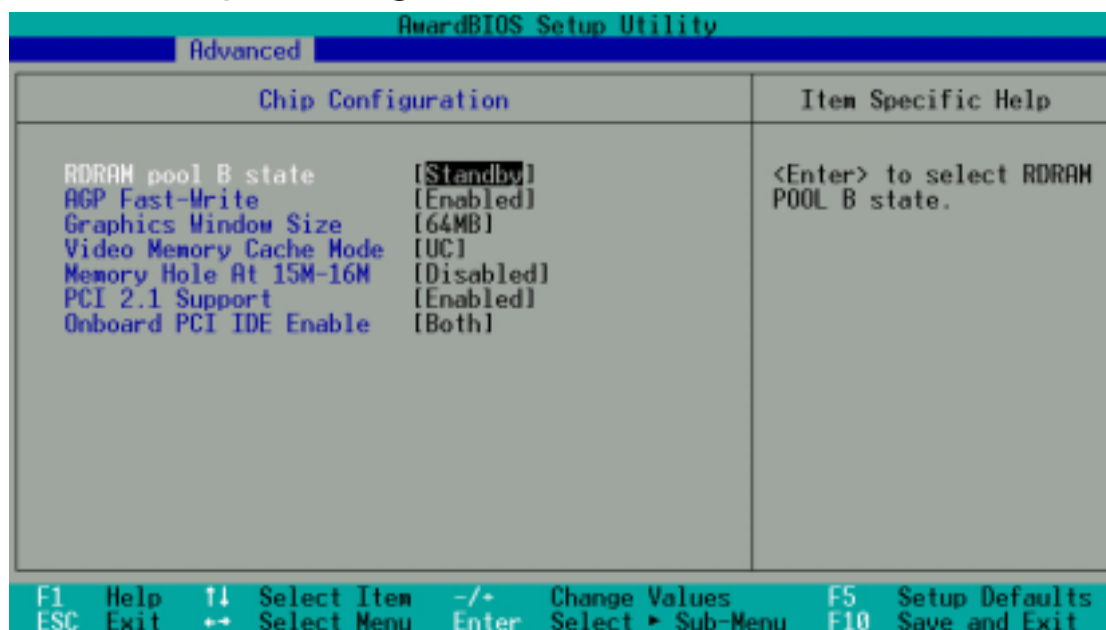 AwardBIOS Setup Utility
Advanced
Chip Configuration
Item Specific Help
RDRAM pool B state [Standby]
AGP Fast-Write [Enabled]
Graphics Window Size [64MB]
Video Memory Cache Mode [UC]
Memory Hole At 15M-16M [Disabled]
PCI 2.1 Support [Enabled]
Onboard PCI IDE Enable [Both]
<Enter> to select RDRAM
POOL B state.
F1 Help ↑↓ Select Item -/+ Change Values F5 Setup Defaults
ESC Exit ←→ Select Menu Enter Select ► Sub-Menu F10 Save and Exit